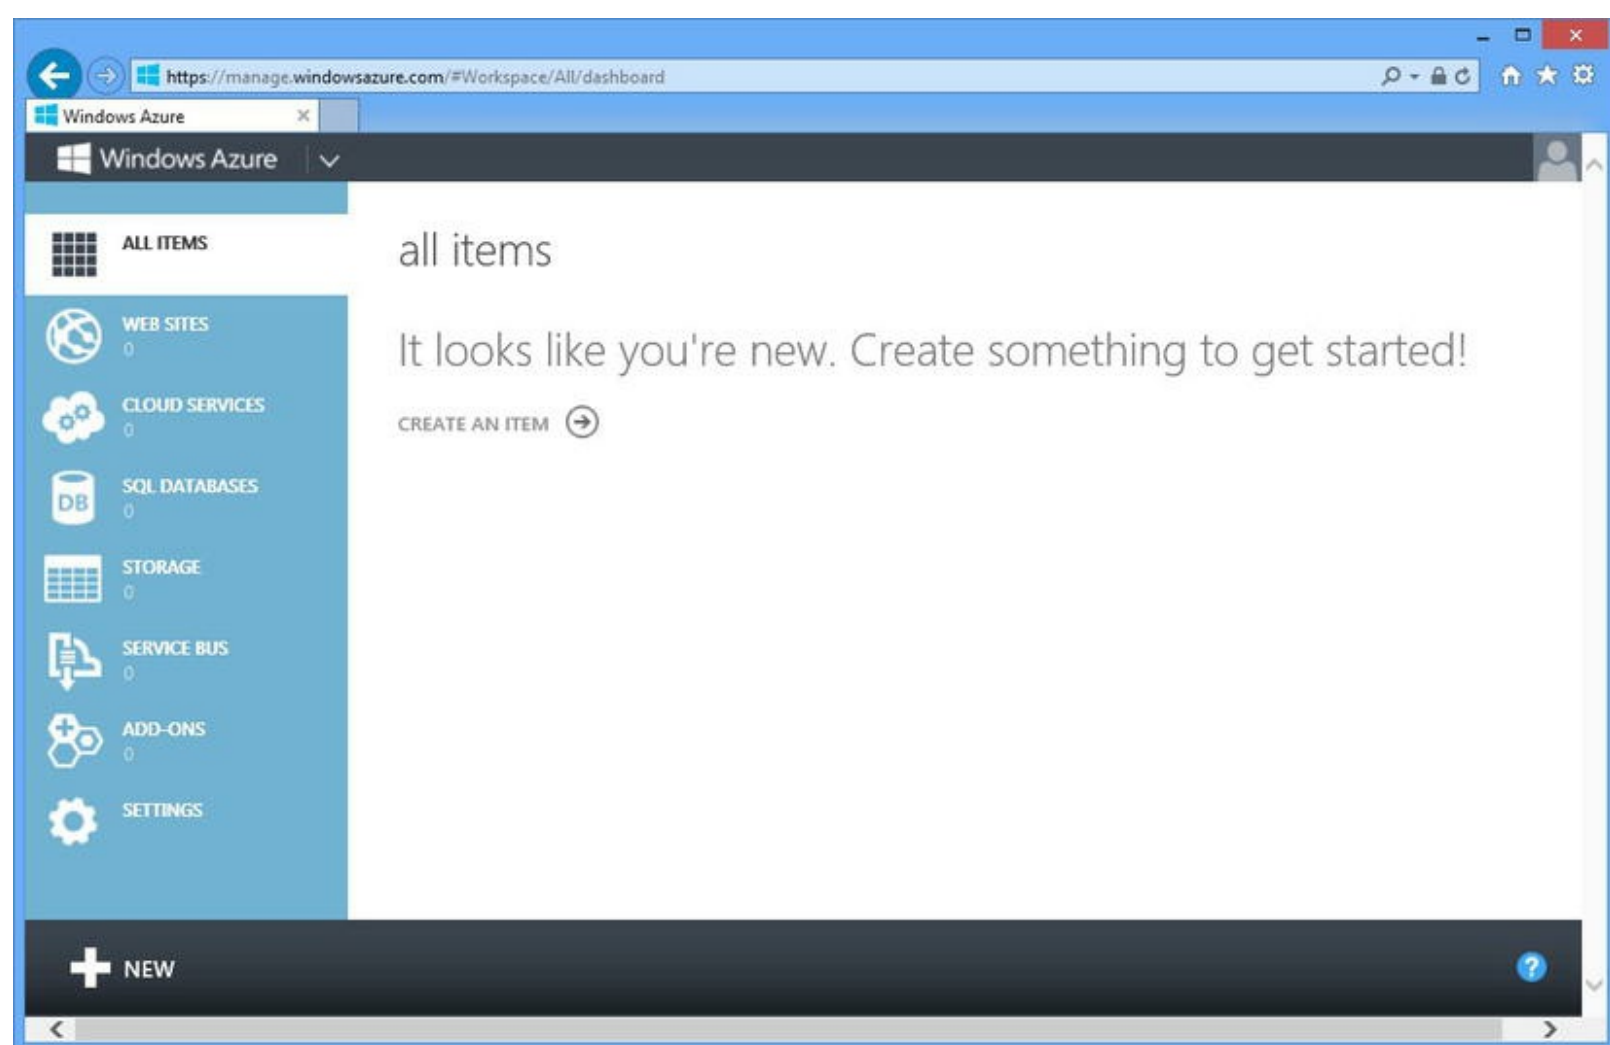 https://manage.windowsazure.com/#Workspace/All/dashboard
Windows Azure
Windows Azure
ALL ITEMS
WEB SITES
0
CLOUD SERVICES
0
DB
SQL DATABASES
0
STORAGE
0
SERVICE BUS
0
ADD-ONS
0
SETTINGS
all items
It looks like you're new. Create something to get started!
CREATE AN ITEM
NEW
?